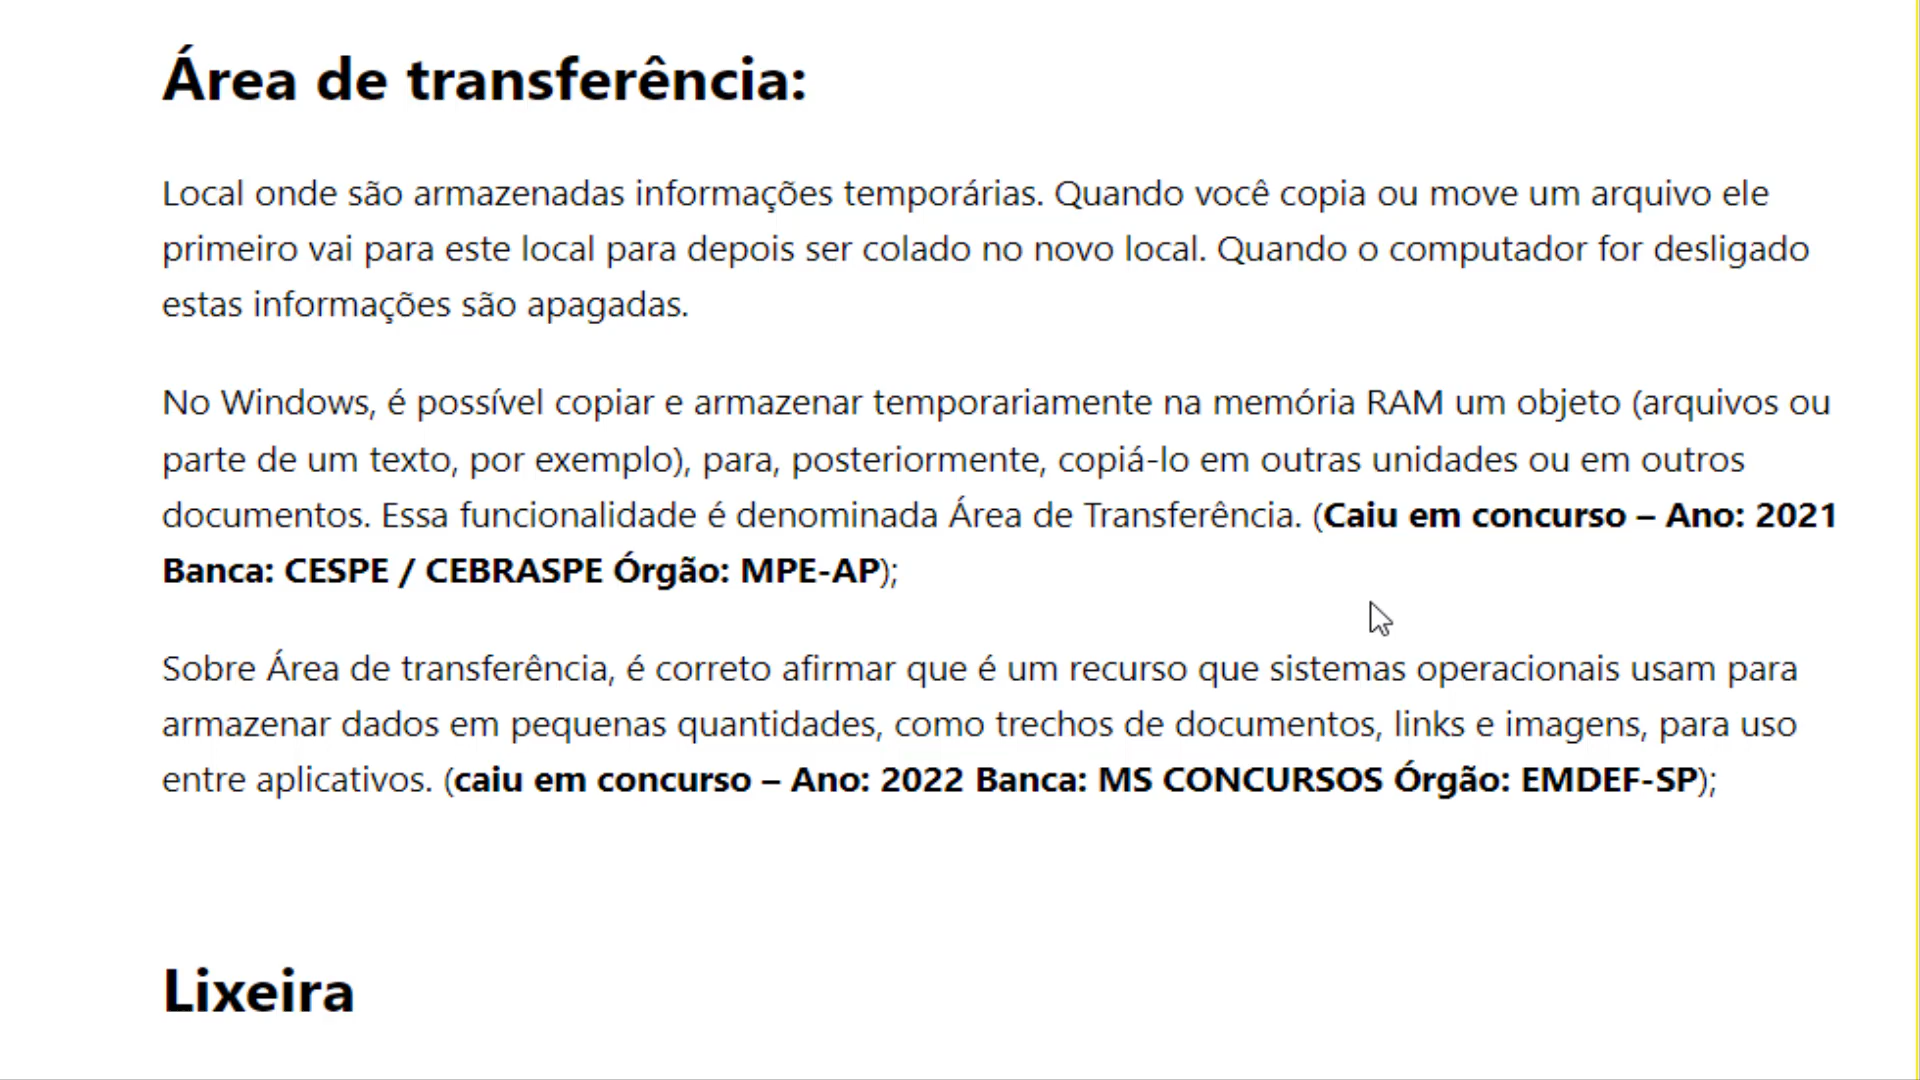 Área de transferência:
Local onde são armazenadas informações temporárias. Quando você copia ou move um arquivo ele
primeiro vai para este local para depois ser colado no novo local. Quando o computador for desligado
estas informações são apagadas.
No Windows, é possível copiar e armazenar temporariamente na memória RAM um objeto (arquivos ou
parte de um texto, por exemplo), para, posteriormente, copiá-lo em outras unidades ou em outros
documentos. Essa funcionalidade é denominada Área de Transferência. (Caiu em concurso – Ano: 2021
Banca: CESPE / CEBRASPE Órgão: MPE-AP);
Sobre Área de transferência, é correto afirmar que é um recurso que sistemas operacionais usam para
armazenar dados em pequenas quantidades, como trechos de documentos, links e imagens, para uso
entre aplicativos. (caiu em concurso – Ano: 2022 Banca: MS CONCURSOS Órgão: EMDEF-SP);
Lixeira